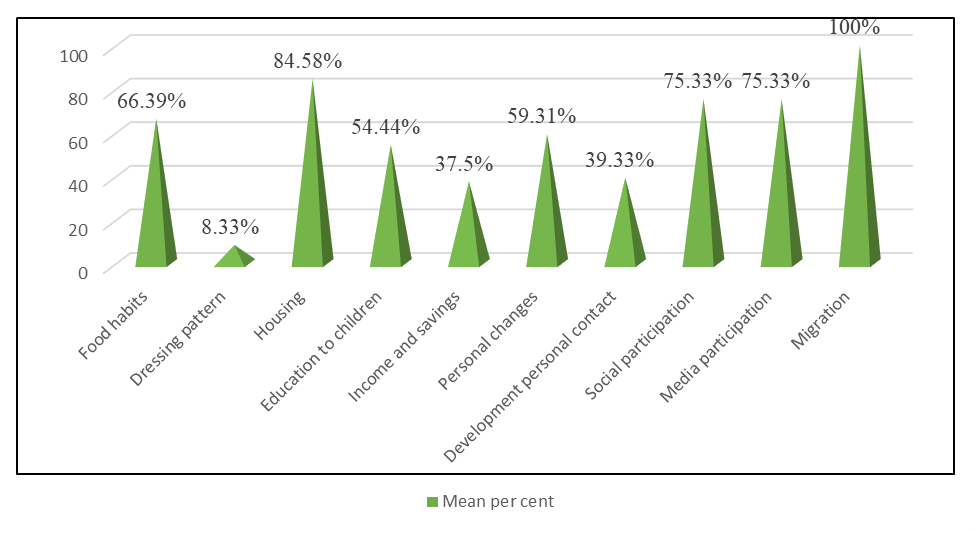 100%
84.58%
75.33% 75.33%
66.39%
59.31%
54.44%
39.33%
37.5%
8.33%
100
80
60
40
20
0
Food habits
Dressing pattern
Housing
Education to children
Income and savings
Personal changes
Development personal contact
Social participation
Media participation
Migration
Mean per cent